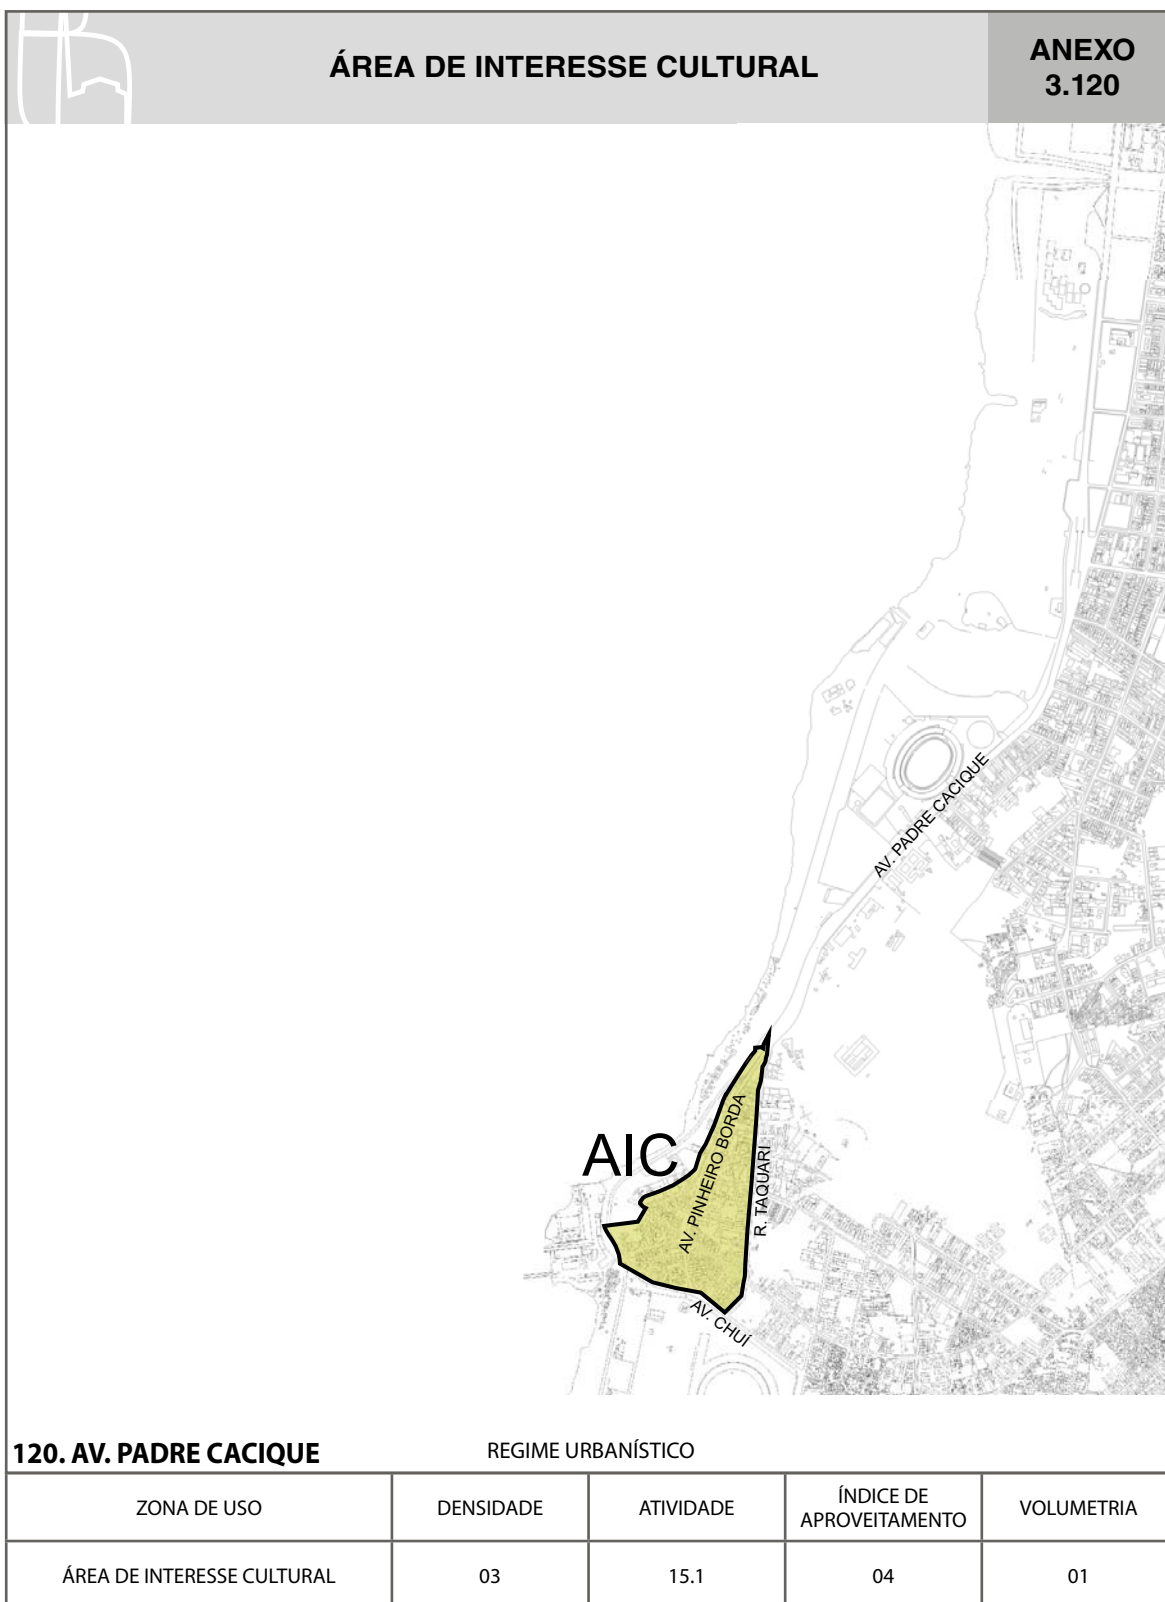 ÁREA DE INTERESSE CULTURAL
ANEXO
3.120
AV. PADRE CACIQUE
AIC
AV. PINHEIRO BORDA
R. TAQUARI
AV. CHUÍ
120. AV. PADRE CACIQUE
REGIME URBANÍSTICO
ZONA DE USO
DENSIDADE
ATIVIDADE
ÍNDICE DE
APROVEITAMENTO
VOLUMETRIA
ÁREA DE INTERESSE CULTURAL
03
15.1
04
01